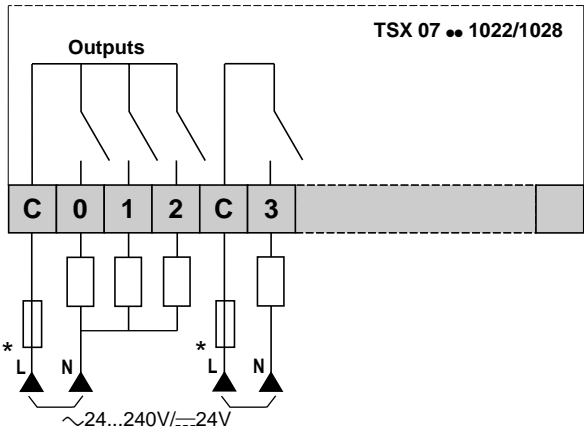 TSX 07 •• 1022/1028
Outputs
C 0 1 2 C 3
* *
L N L N
~24...240V/⎓24V